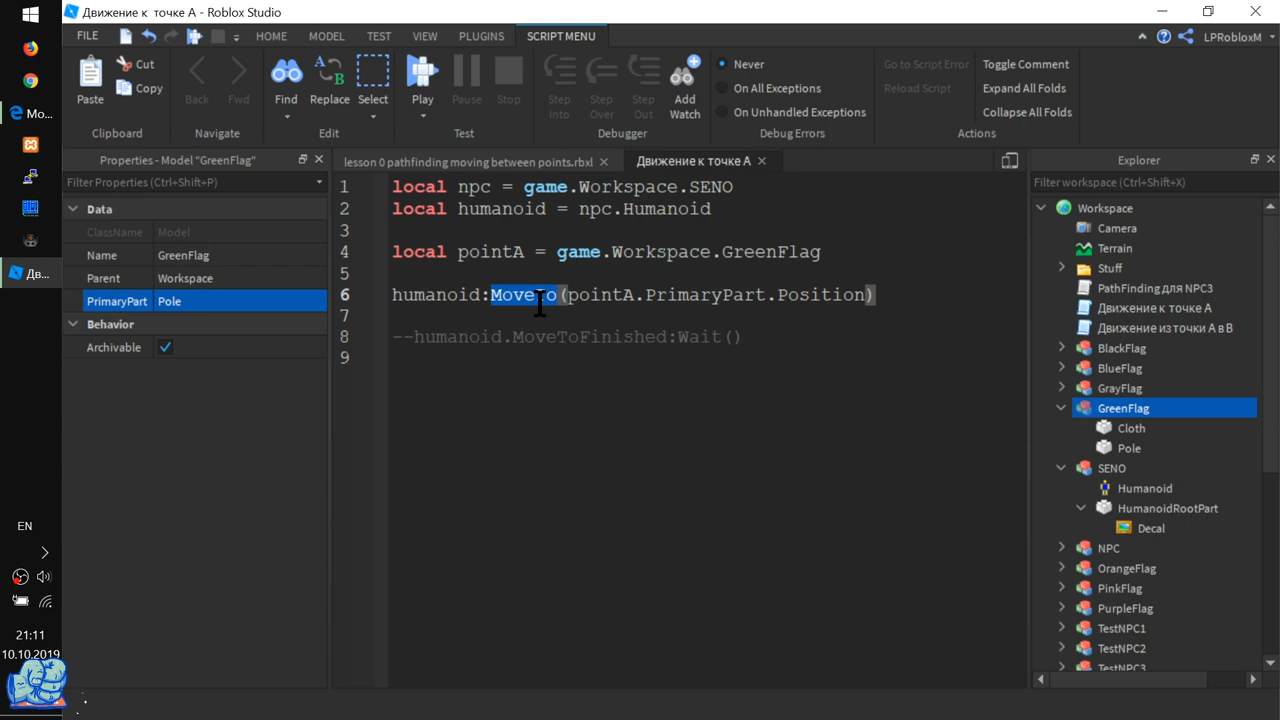 Движение к точке А - Roblox Studio
FILE
HOME
MODEL
TEST
VIEW
PLUGINS
SCRIPT MENU
LPRobloxM
Paste
Cut
Copy
Clipboard
Back
Fwd
Navigate
Find
Replace
Select
Edit
Play
Pause
Stop
Test
Step Into
Step Over
Step Out
Add Watch
Debugger
Never
On All Exceptions
On Unhandled Exceptions
Debug Errors
Go to Script Error
Reload Script
Toggle Comment
Expand All Folds
Collapse All Folds
Actions
Mo...
Дв...
EN
21:11
10.10.2019
Properties - Model "GreenFlag"
Filter Properties (Ctrl+Shift+P)
Data
ClassName Model
Name GreenFlag
Parent Workspace
PrimaryPart Pole
Behavior
Archivable
lesson 0 pathfinding moving between points.rbxl
Движение к точке А
1 local npc = game.Workspace.SENO
2 local humanoid = npc.Humanoid
3
4 local pointA = game.Workspace.GreenFlag
5
6 humanoid:MoveTo(pointA.PrimaryPart.Position)
7
8 --humanoid.MoveToFinished:Wait()
9
Explorer
Filter workspace (Ctrl+Shift+X)
Workspace
Camera
Terrain
Stuff
PathFinding для NPC3
Движение к точке А
Движение из точки А в В
BlackFlag
BlueFlag
GrayFlag
GreenFlag
Cloth
Pole
SENO
Humanoid
HumanoidRootPart
Decal
NPC
OrangeFlag
PinkFlag
PurpleFlag
TestNPC1
TestNPC2
TestNPC3